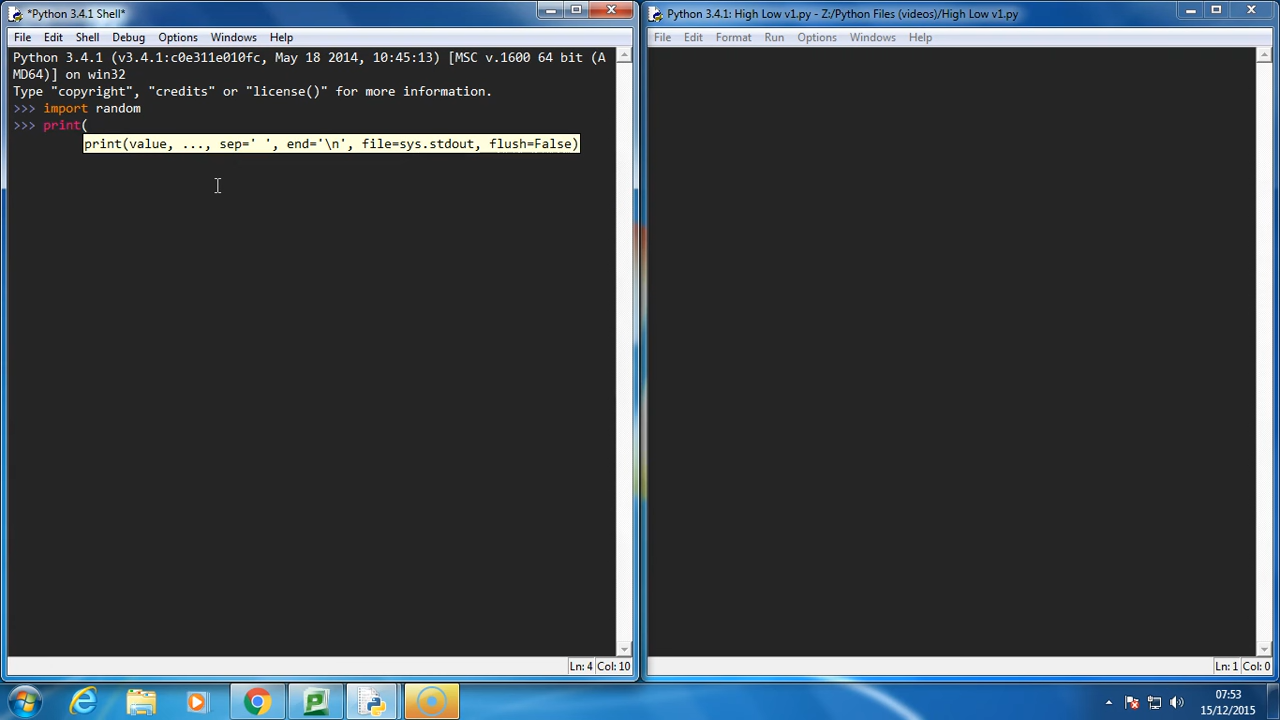 *Python 3.4.1 Shell*
File Edit Shell Debug Options Windows Help
Python 3.4.1 (v3.4.1:c0e311e010fc, May 18 2014, 10:45:13) [MSC v.1600 64 bit (A
MD64)] on win32
Type "copyright", "credits" or "license()" for more information.
>>> import random
>>> print(
print(value, ..., sep=' ', end='\n', file=sys.stdout, flush=False)
Ln: 4 Col: 10
Python 3.4.1: High Low v1.py - Z:/Python Files (videos)/High Low v1.py
File Edit Format Run Options Windows Help
Ln: 1 Col: 0
07:53
15/12/2015